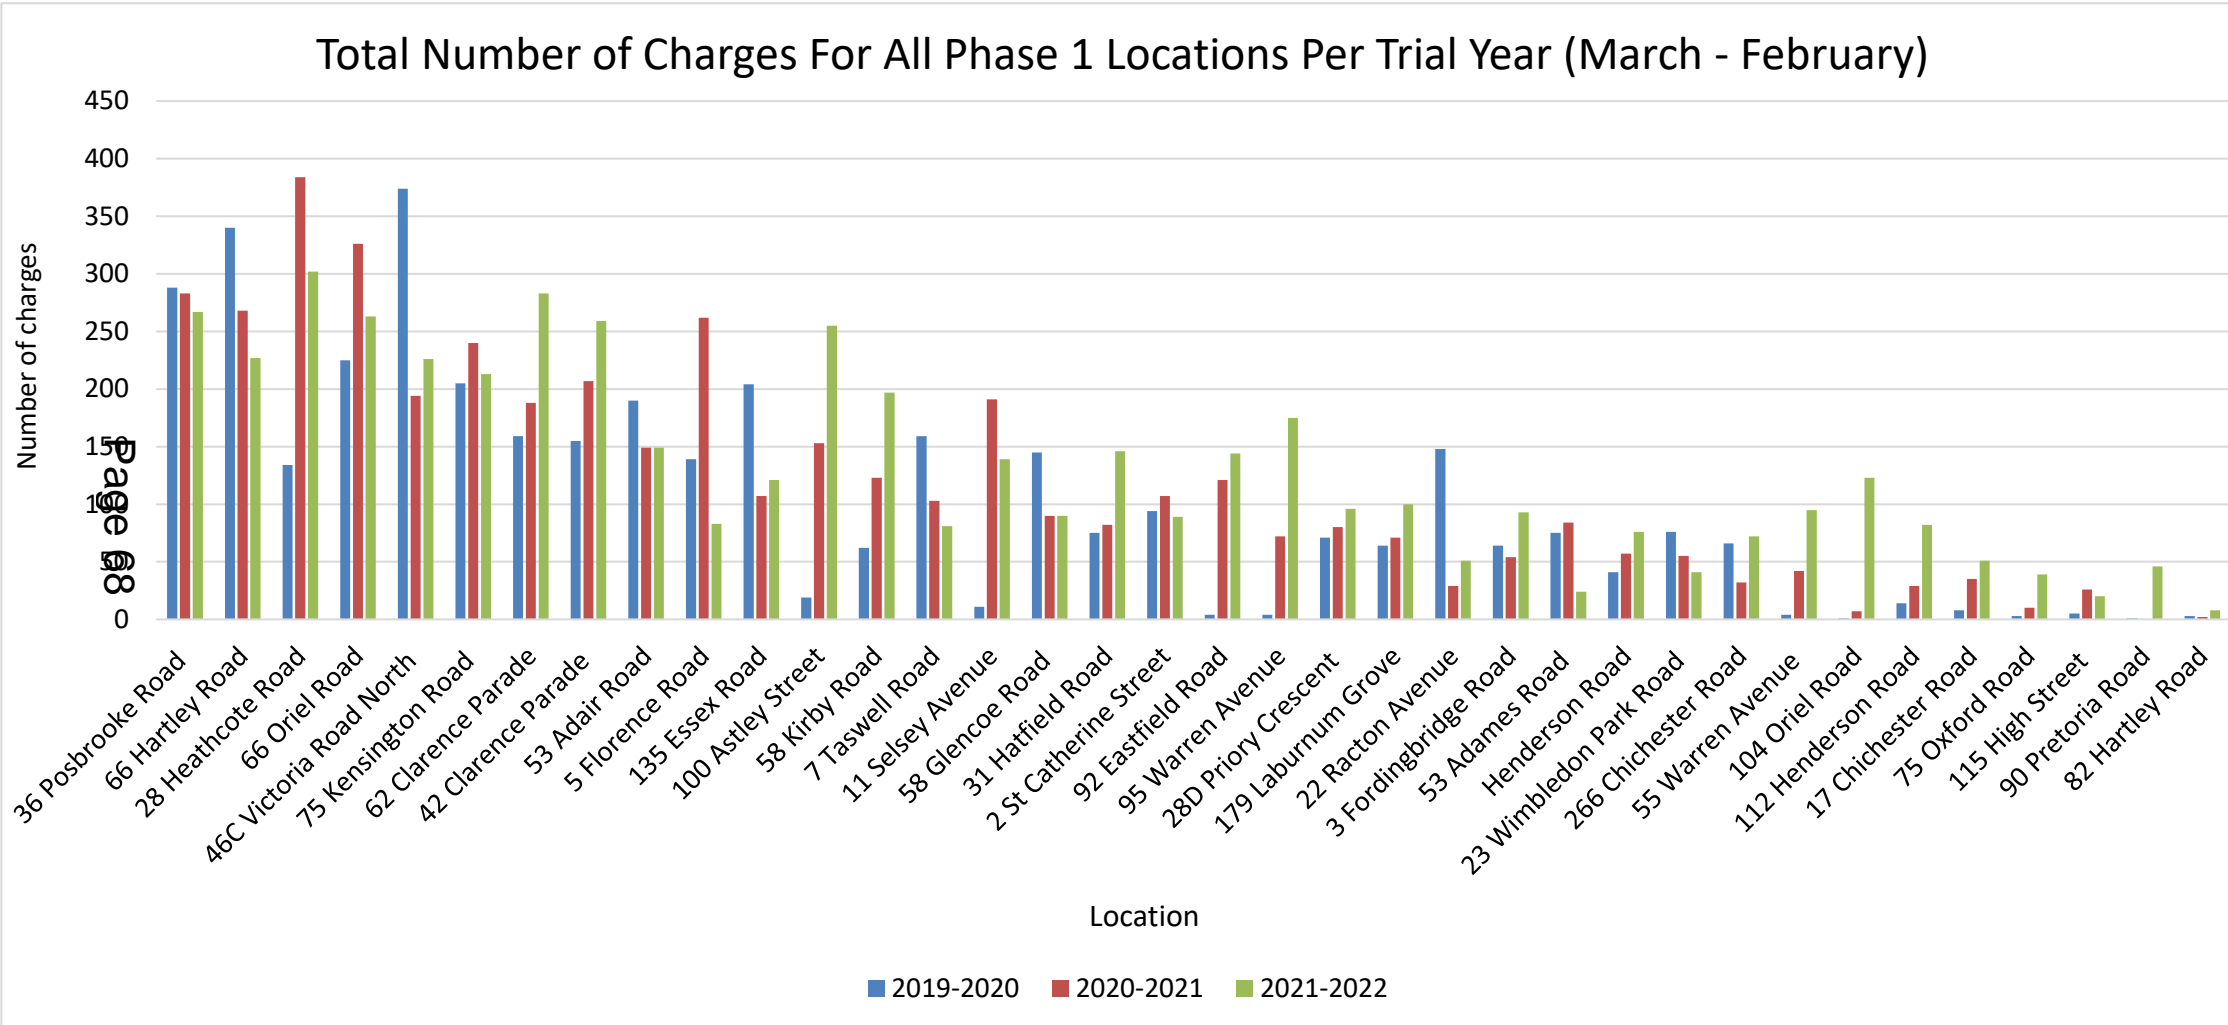 Total Number of Charges For All Phase 1 Locations Per Trial Year (March - February)
450
400
350
300
250
200
150
100
50
0
Number of charges
Page 68
36 Posbrooke Road
66 Hartley Road
28 Heathcote Road
66 Oriel Road
46C Victoria Road North
75 Kensington Road
62 Clarence Parade
42 Clarence Parade
53 Adair Road
5 Florence Road
135 Essex Road
100 Astley Street
58 Kirby Road
7 Taswell Road
11 Selsey Avenue
58 Glencoe Road
31 Hatfield Road
2 St Catherine Street
92 Eastfield Road
95 Warren Avenue
28D Priory Crescent
179 Laburnum Grove
22 Racton Avenue
3 Fordingbridge Road
53 Adames Road
Henderson Road
23 Wimbledon Park Road
266 Chichester Road
55 Warren Avenue
104 Oriel Road
112 Henderson Road
17 Chichester Road
75 Oxford Road
115 High Street
90 Pretoria Road
82 Hartley Road
Location
2019-2020
2020-2021
2021-2022